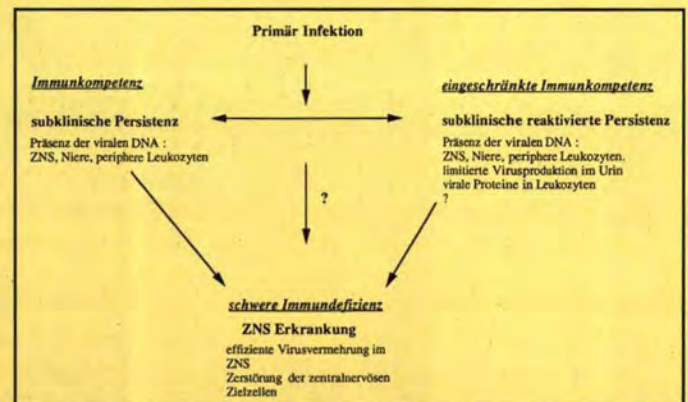 Primär Infektion
Immunkompetenz
subklinische Persistenz
Präsenz der viralen DNA :
ZNS, Niere, periphere Leukozyten
eingeschränkte Immunkompetenz
subklinische reaktivierte Persistenz
Präsenz der viralen DNA :
ZNS, Niere, periphere Leukozyten.
limitierte Virusproduktion im Urin
virale Proteine in Leukozyten
?
?
schwere Immundefizienz
ZNS Erkrankung
effiziente Virusvermehrung im
ZNS
Zerstörung der zentralnervösen
Zielzellen